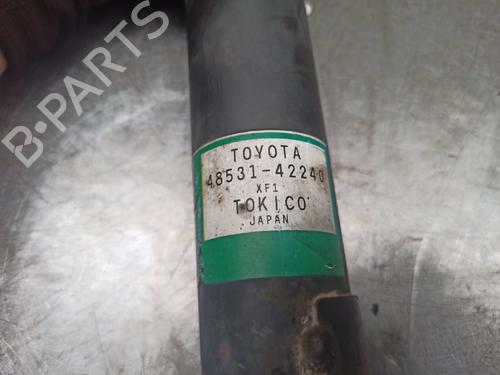 B-PARTS
TOYOTA
48531-42240
XF1
TOKICO
JAPAN